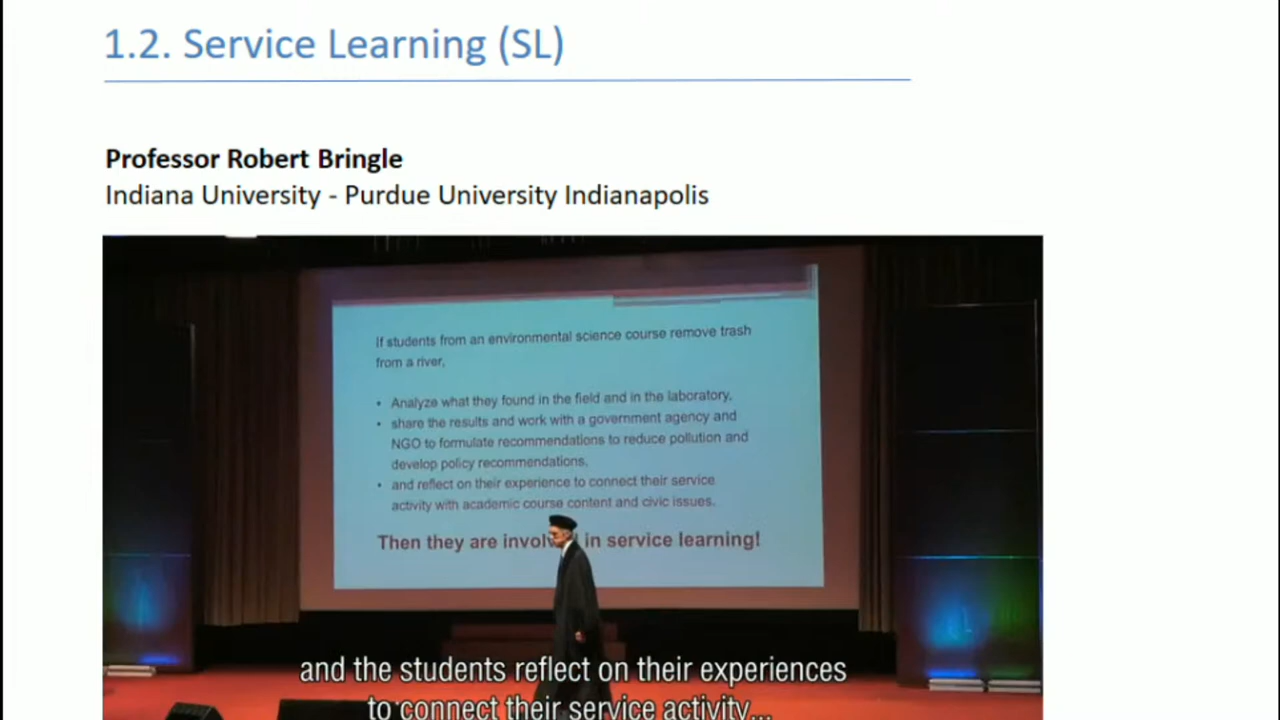 1.2. Service Learning (SL)
Professor Robert Bringle
Indiana University - Purdue University Indianapolis
If students from an environmental science course remove trash
from a river,
• Analyze what they found in the field and in the laboratory,
• share the results and work with a government agency and
NGO to formulate recommendations to reduce pollution and
develop policy recommendations,
• and reflect on their experience to connect their service
activity with academic course content and civic issues.
Then they are in service learning!
and the students reflect on their experiences
to connect their service activity...